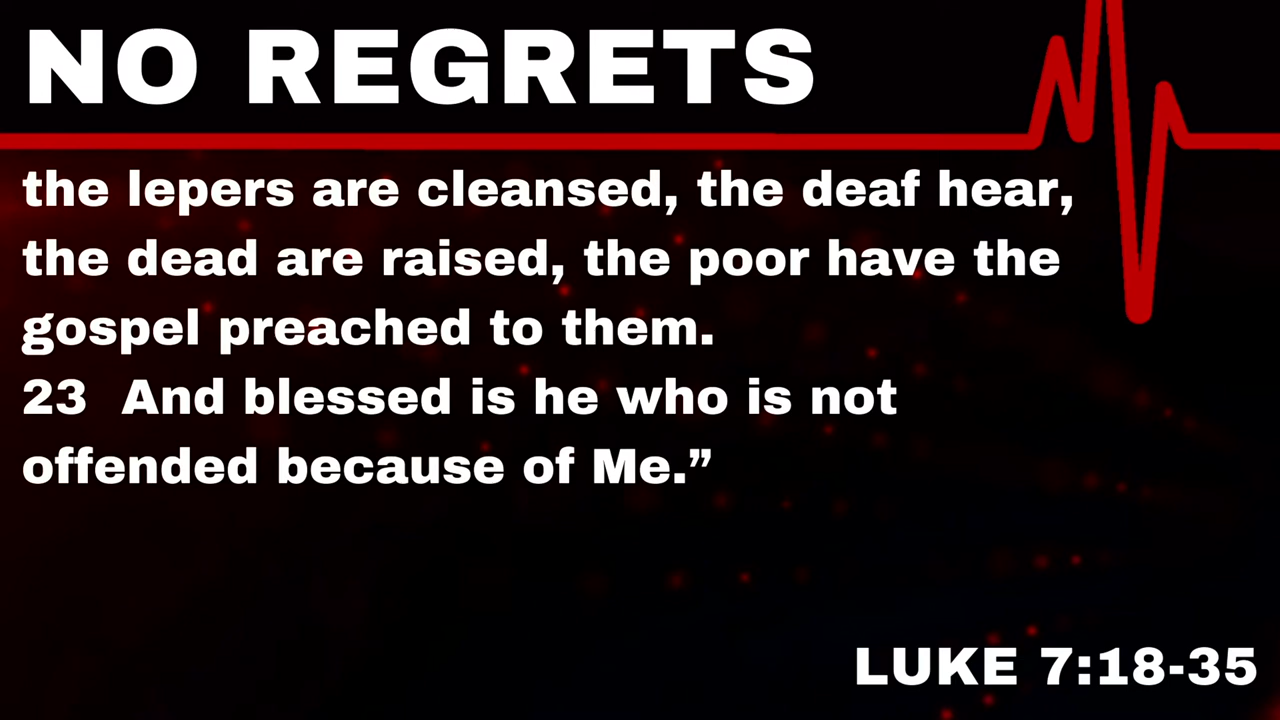 NO REGRETS
the lepers are cleansed, the deaf hear,
the dead are raised, the poor have the
gospel preached to them.
23  And blessed is he who is not
offended because of Me.”
LUKE 7:18-35